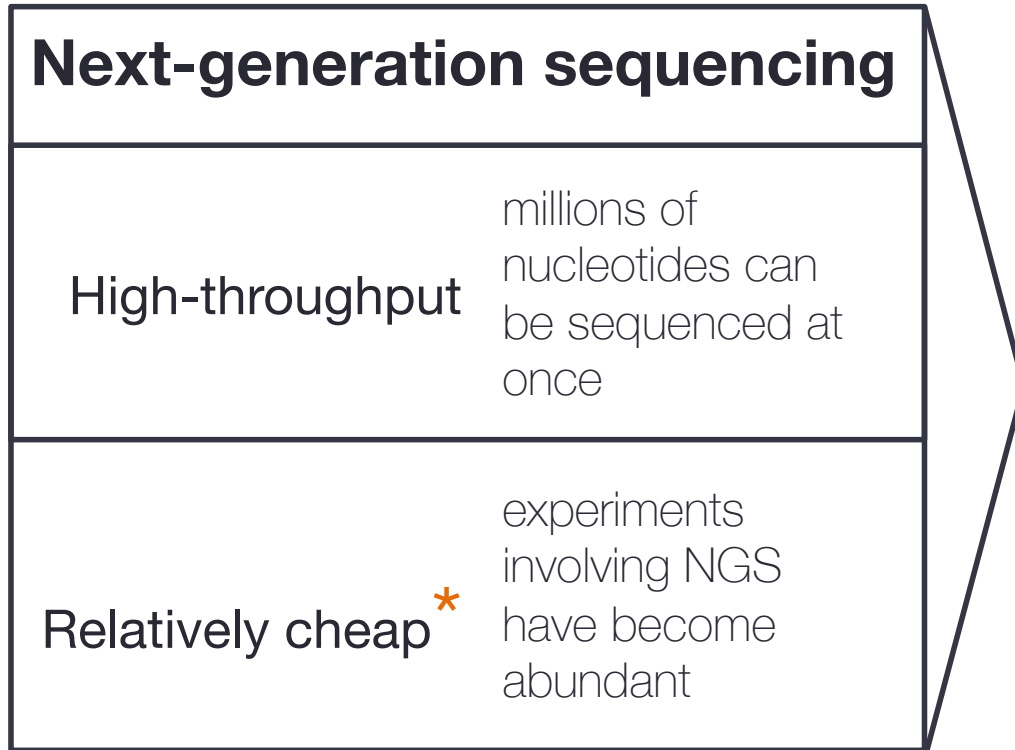 Next-generation sequencing
High-throughput
millions of
nucleotides can
be sequenced at
once
Relatively cheap*
experiments
involving NGS
have become
abundant